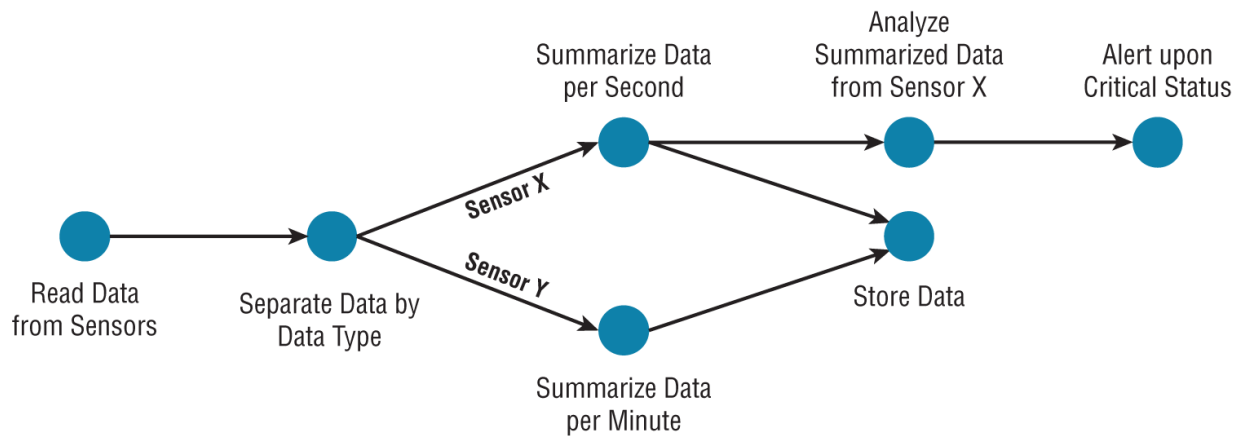 Read Data
from Sensors
Separate Data by
Data Type
Sensor X
Sensor Y
Summarize Data
per Second
Summarize Data
per Minute
Analyze
Summarized Data
from Sensor X
Store Data
Alert upon
Critical Status